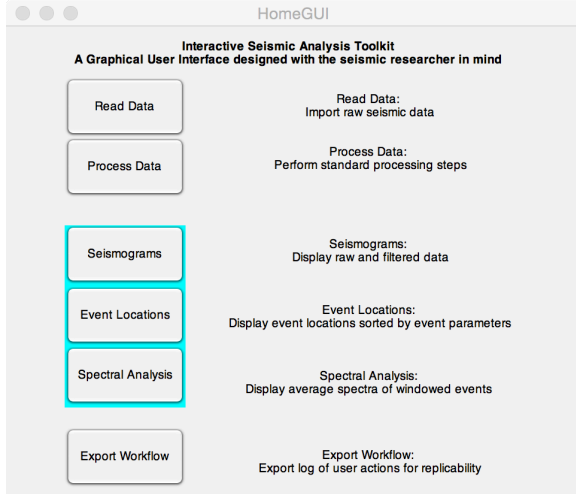 HomeGUI
Interactive Seismic Analysis Toolkit
A Graphical User Interface designed with the seismic researcher in mind
Read Data
Read Data:
Import raw seismic data
Process Data
Process Data:
Perform standard processing steps
Seismograms
Seismograms:
Display raw and filtered data
Event Locations
Event Locations:
Display event locations sorted by event parameters
Spectral Analysis
Spectral Analysis:
Display average spectra of windowed events
Export Workflow
Export Workflow:
Export log of user actions for replicability